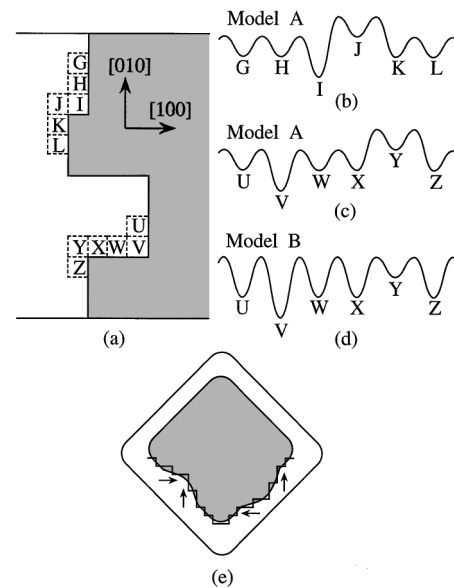 G
H
J I
K
L
[010]
[100]
U
Y X W V
Z
(a)
Model A
G H I J K L
(b)
Model A
U V W X Y Z
(c)
Model B
U V W X Y Z
(d)
(e)